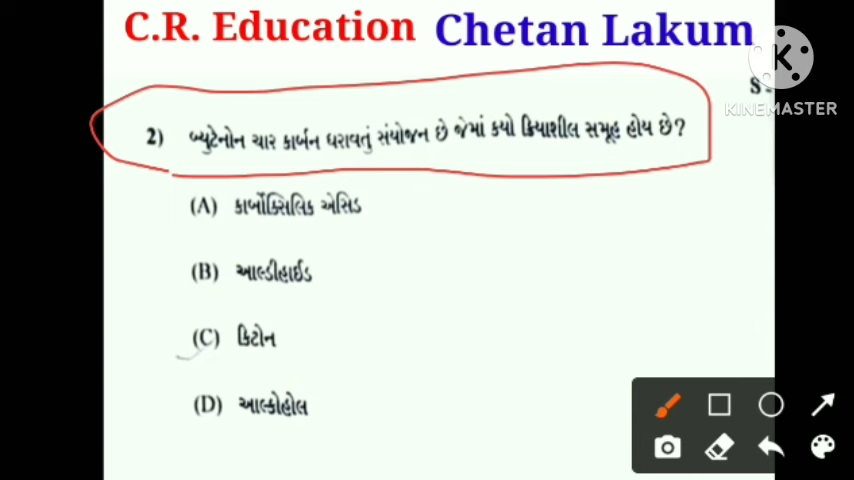 C.R. Education Chetan Lakum
KINEMASTER
2) બ્યુટેનોન ચાર કાર્બન ધરાવતું સંયોજન છે જેમાં કયો ક્રિયાશીલ સમૂહ હોય છે?
(A) કાર્બોક્સિલિક એસિડ
(B) આલ્ડીહાઈડ
(C) કિટોન
(D) આલ્કોહોલ